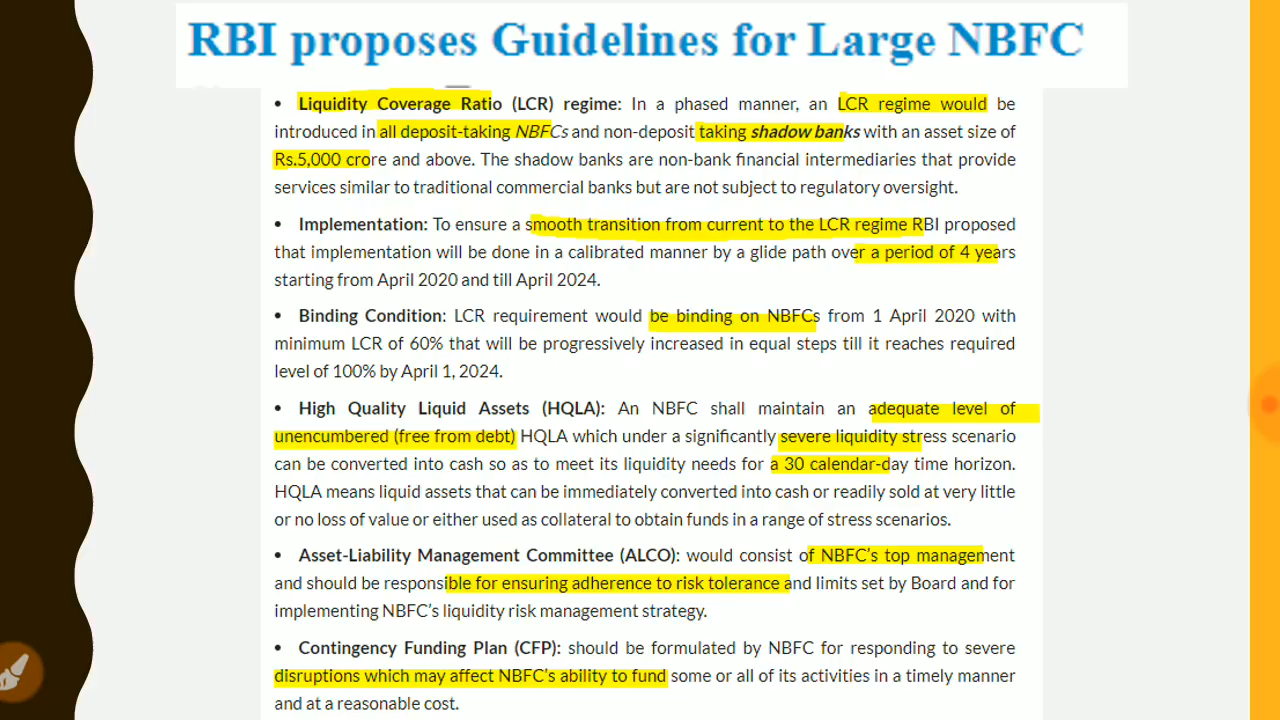 RBI proposes Guidelines for Large NBFC
• Liquidity Coverage Ratio (LCR) regime: In a phased manner, an LCR regime would be
introduced in all deposit-taking NBFCs and non-deposit taking shadow banks with an asset size of
Rs.5,000 crore and above. The shadow banks are non-bank financial intermediaries that provide
services similar to traditional commercial banks but are not subject to regulatory oversight.
• Implementation: To ensure a smooth transition from current to the LCR regime RBI proposed
that implementation will be done in a calibrated manner by a glide path over a period of 4 years
starting from April 2020 and till April 2024.
• Binding Condition: LCR requirement would be binding on NBFCs from 1 April 2020 with
minimum LCR of 60% that will be progressively increased in equal steps till it reaches required
level of 100% by April 1, 2024.
• High Quality Liquid Assets (HQLA): An NBFC shall maintain an adequate level of
unencumbered (free from debt) HQLA which under a significantly severe liquidity stress scenario
can be converted into cash so as to meet its liquidity needs for a 30 calendar-day time horizon.
HQLA means liquid assets that can be immediately converted into cash or readily sold at very little
or no loss of value or either used as collateral to obtain funds in a range of stress scenarios.
• Asset-Liability Management Committee (ALCO): would consist of NBFC's top management
and should be responsible for ensuring adherence to risk tolerance and limits set by Board and for
implementing NBFC's liquidity risk management strategy.
• Contingency Funding Plan (CFP): should be formulated by NBFC for responding to severe
disruptions which may affect NBFC's ability to fund some or all of its activities in a timely manner
and at a reasonable cost.